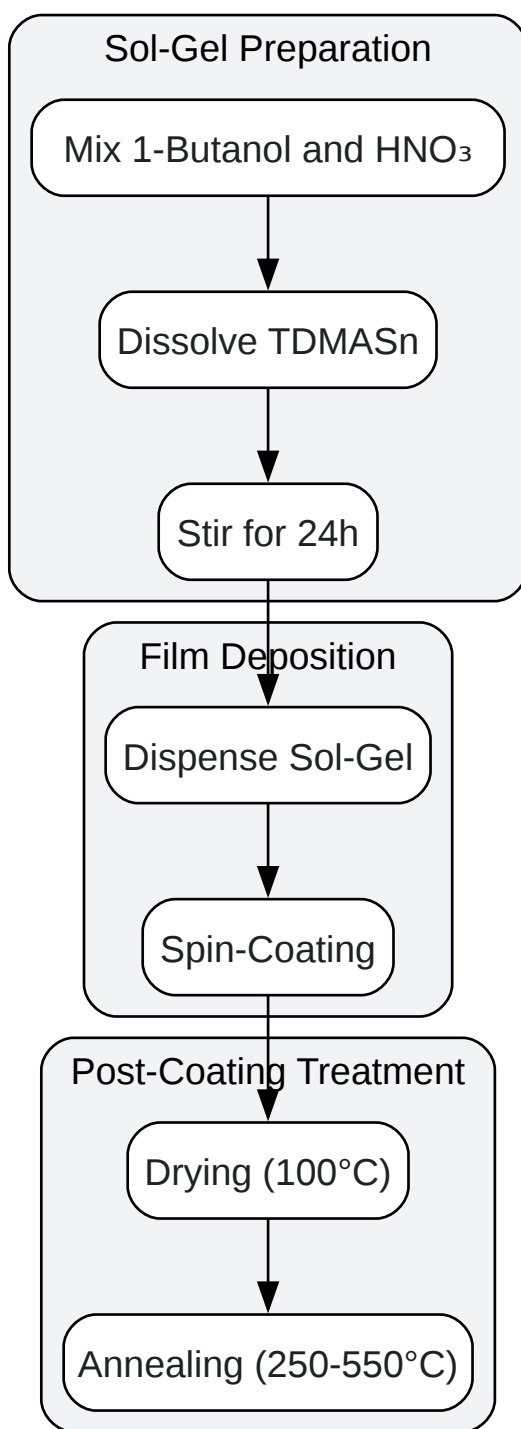 Sol-Gel Preparation
Mix 1-Butanol and HNO₃
Dissolve TDMASn
Stir for 24h
Film Deposition
Dispense Sol-Gel
Spin-Coating
Post-Coating Treatment
Drying (100°C)
Annealing (250-550°C)